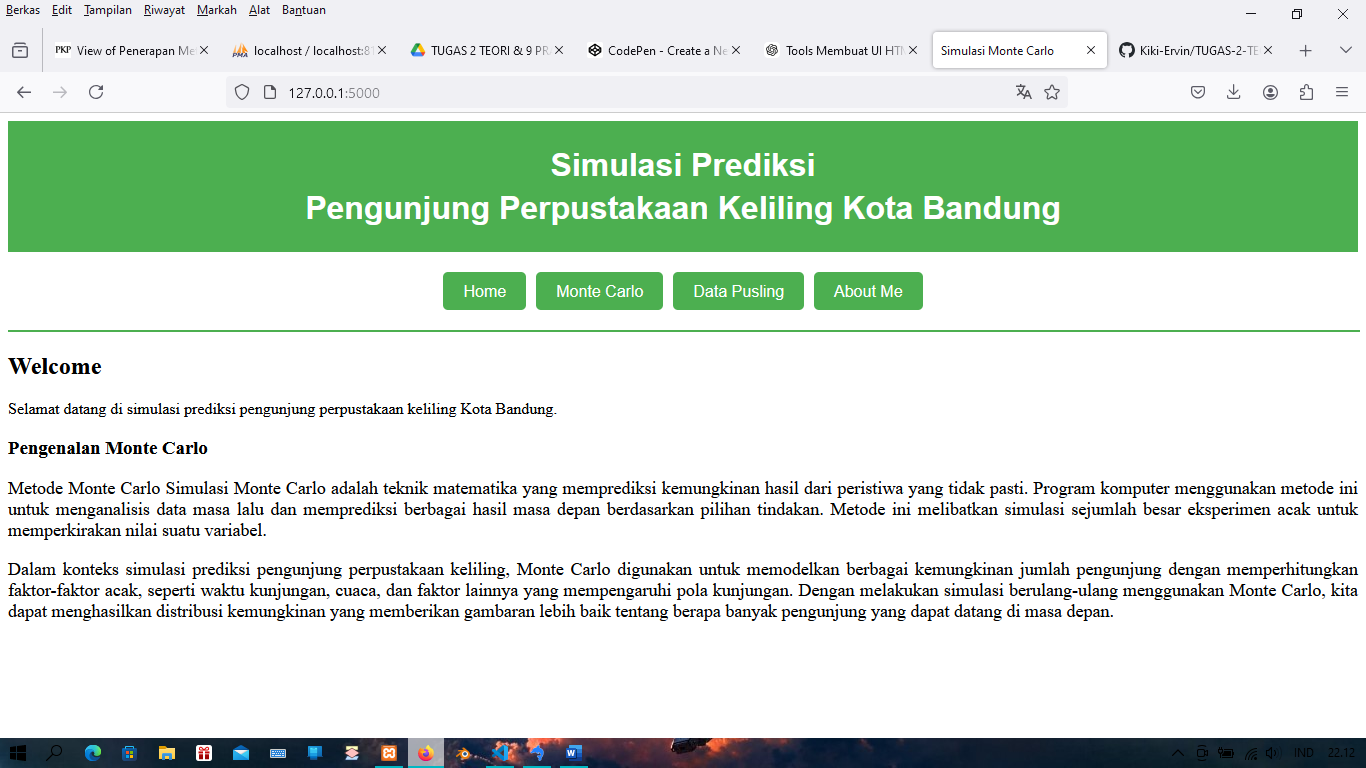 Berkas Edit Tampilan Riwayat Markah Alat Bantuan
PKP View of Penerapan Me
PMA localhost / localhost:81
TUGAS 2 TEORI & 9 PR
CodePen - Create a Ne
Tools Membuat UI HTM
Simulasi Monte Carlo
Kiki-Ervin/TUGAS-2-TE
127.0.0.1:5000
Simulasi Prediksi
Pengunjung Perpustakaan Keliling Kota Bandung
Home Monte Carlo Data Pusling About Me
Welcome
Selamat datang di simulasi prediksi pengunjung perpustakaan keliling Kota Bandung.
Pengenalan Monte Carlo
Metode Monte Carlo Simulasi Monte Carlo adalah teknik matematika yang memprediksi kemungkinan hasil dari peristiwa yang tidak pasti. Program komputer menggunakan metode ini
untuk menganalisis data masa lalu dan memprediksi berbagai hasil masa depan berdasarkan pilihan tindakan. Metode ini melibatkan simulasi sejumlah besar eksperimen acak untuk
memperkirakan nilai suatu variabel.
Dalam konteks simulasi prediksi pengunjung perpustakaan keliling, Monte Carlo digunakan untuk memodelkan berbagai kemungkinan jumlah pengunjung dengan memperhitungkan
faktor-faktor acak, seperti waktu kunjungan, cuaca, dan faktor lainnya yang mempengaruhi pola kunjungan. Dengan melakukan simulasi berulang-ulang menggunakan Monte Carlo, kita
dapat menghasilkan distribusi kemungkinan yang memberikan gambaran lebih baik tentang berapa banyak pengunjung yang dapat datang di masa depan.
IND 22.12